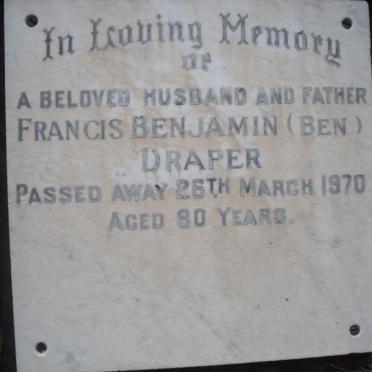 In Loving Memory
OF
A BELOVED HUSBAND AND FATHER
FRANCIS BENJAMIN (BEN)
DRAPER
PASSED AWAY 26TH MARCH 1970
AGED 80 YEARS.